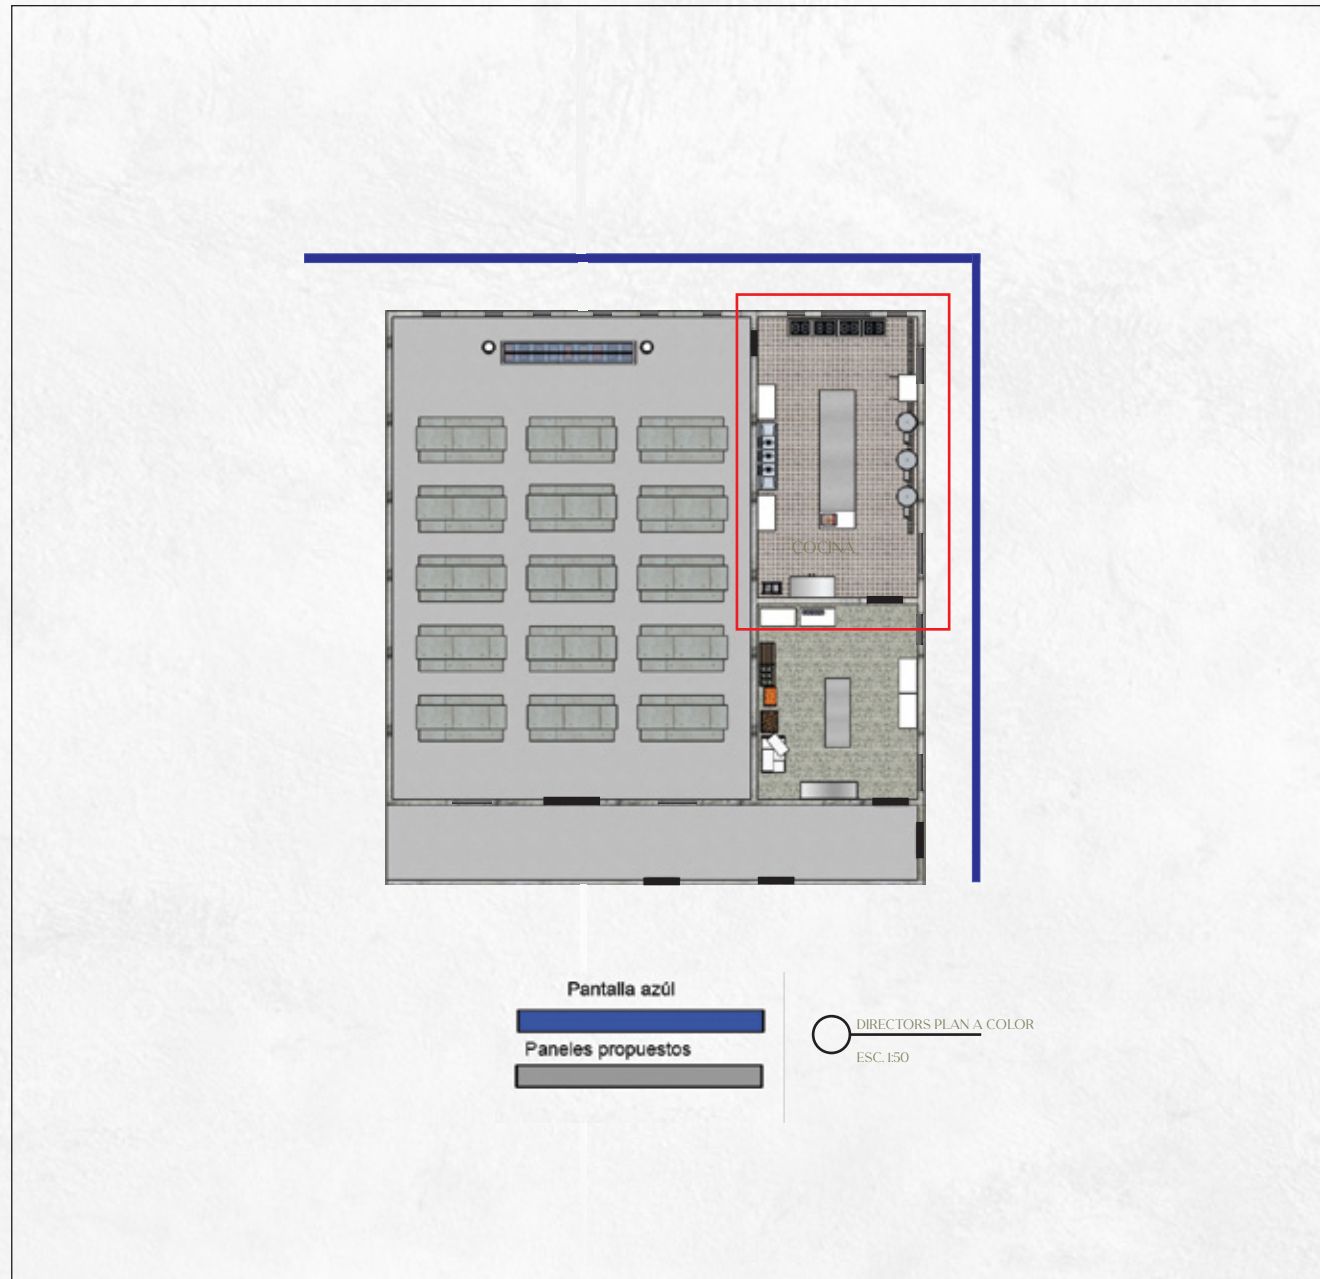 COCINA
Pantalla azúl
Paneles propuestos
DIRECTORS PLAN A COLOR
ESC. 1:50